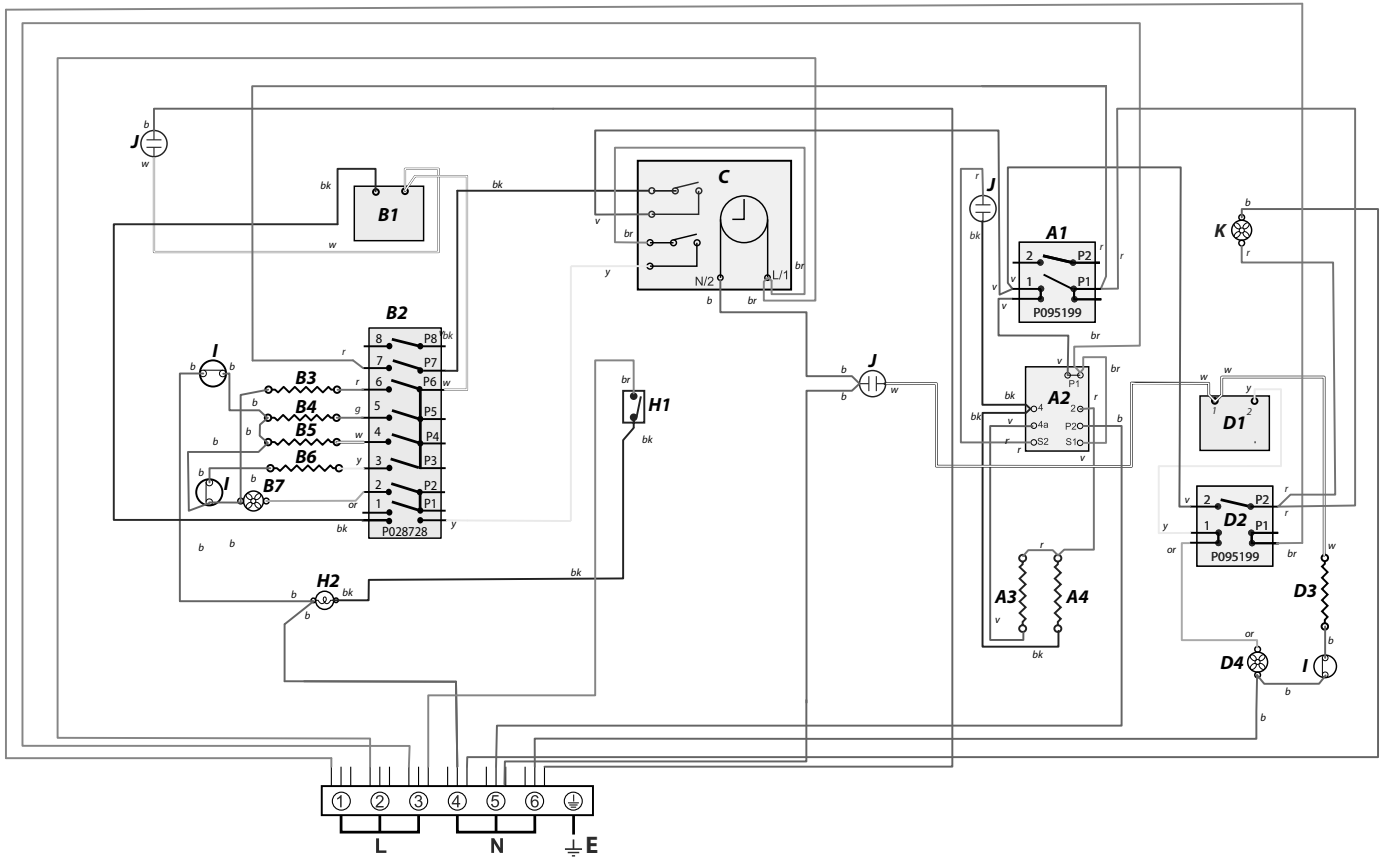 b
J
w
bk
B1
w
bk
v
br
y
C
N/2
L/1
br
b
br
r
J
bk
A1
2
P2
r
r
v
v
1
P1
v
P095199
b
K
r
B2
8
P8
bk
r
7
P7
I
b
b
B3
r
6
P6
w
b
B4
g
5
P5
b
B5
w
4
P4
b
B6
y
3
P3
b
I
B7
2
P2
or
1
P1
bk
P028728
y
b
b
br
H1
bk
J
b
b
w
v
br
P1
br
bk
A2
r
bk
4
2
v
4a
P2
b
r
S2
S1
r
v
w
w
y
1
2
D1
v
2
P2
r
r
D2
y
1
P1
or
P095199
br
w
H2
b
bk
bk
b
r
A3
A4
v
bk
D3
or
b
D4
I
b
b
1
2
3
4
5
6
L
N
E